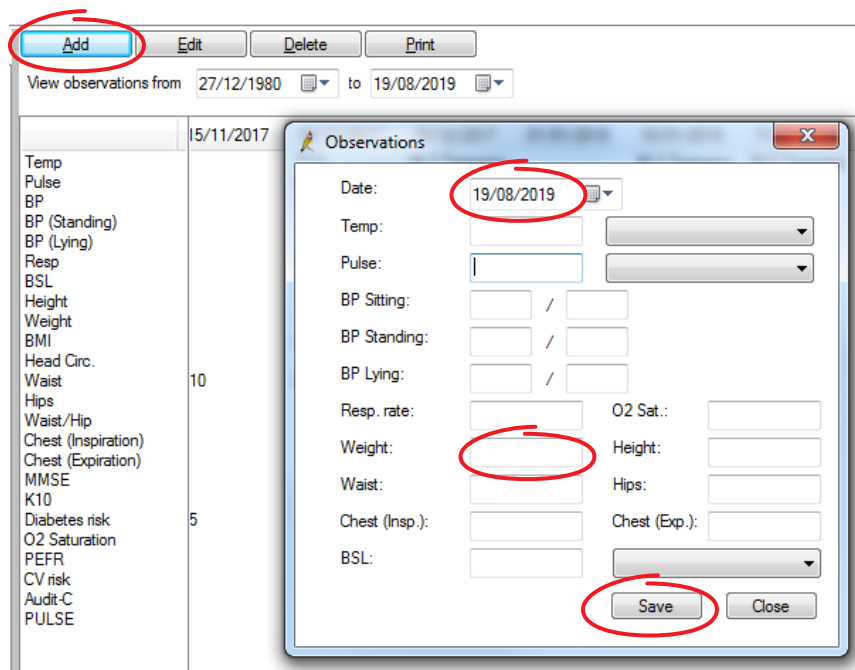 Add Edit Delete Print
View observations from 27/12/1980 to 19/08/2019
15/11/2017
Temp
Pulse
BP
BP (Standing)
BP (Lying)
Resp
BSL
Height
Weight
BMI
Head Circ.
Waist 10
Hips
Waist/Hip
Chest (Inspiration)
Chest (Expiration)
MMSE
K10
Diabetes risk 5
O2 Saturation
PEFR
CV risk
Audit-C
PULSE
Observations
Date: 19/08/2019
Temp:
Pulse:
BP Sitting: /
BP Standing: /
BP Lying: /
Resp. rate: O2 Sat.:
Weight: Height:
Waist: Hips:
Chest (Insp.): Chest (Exp.):
BSL:
Save Close